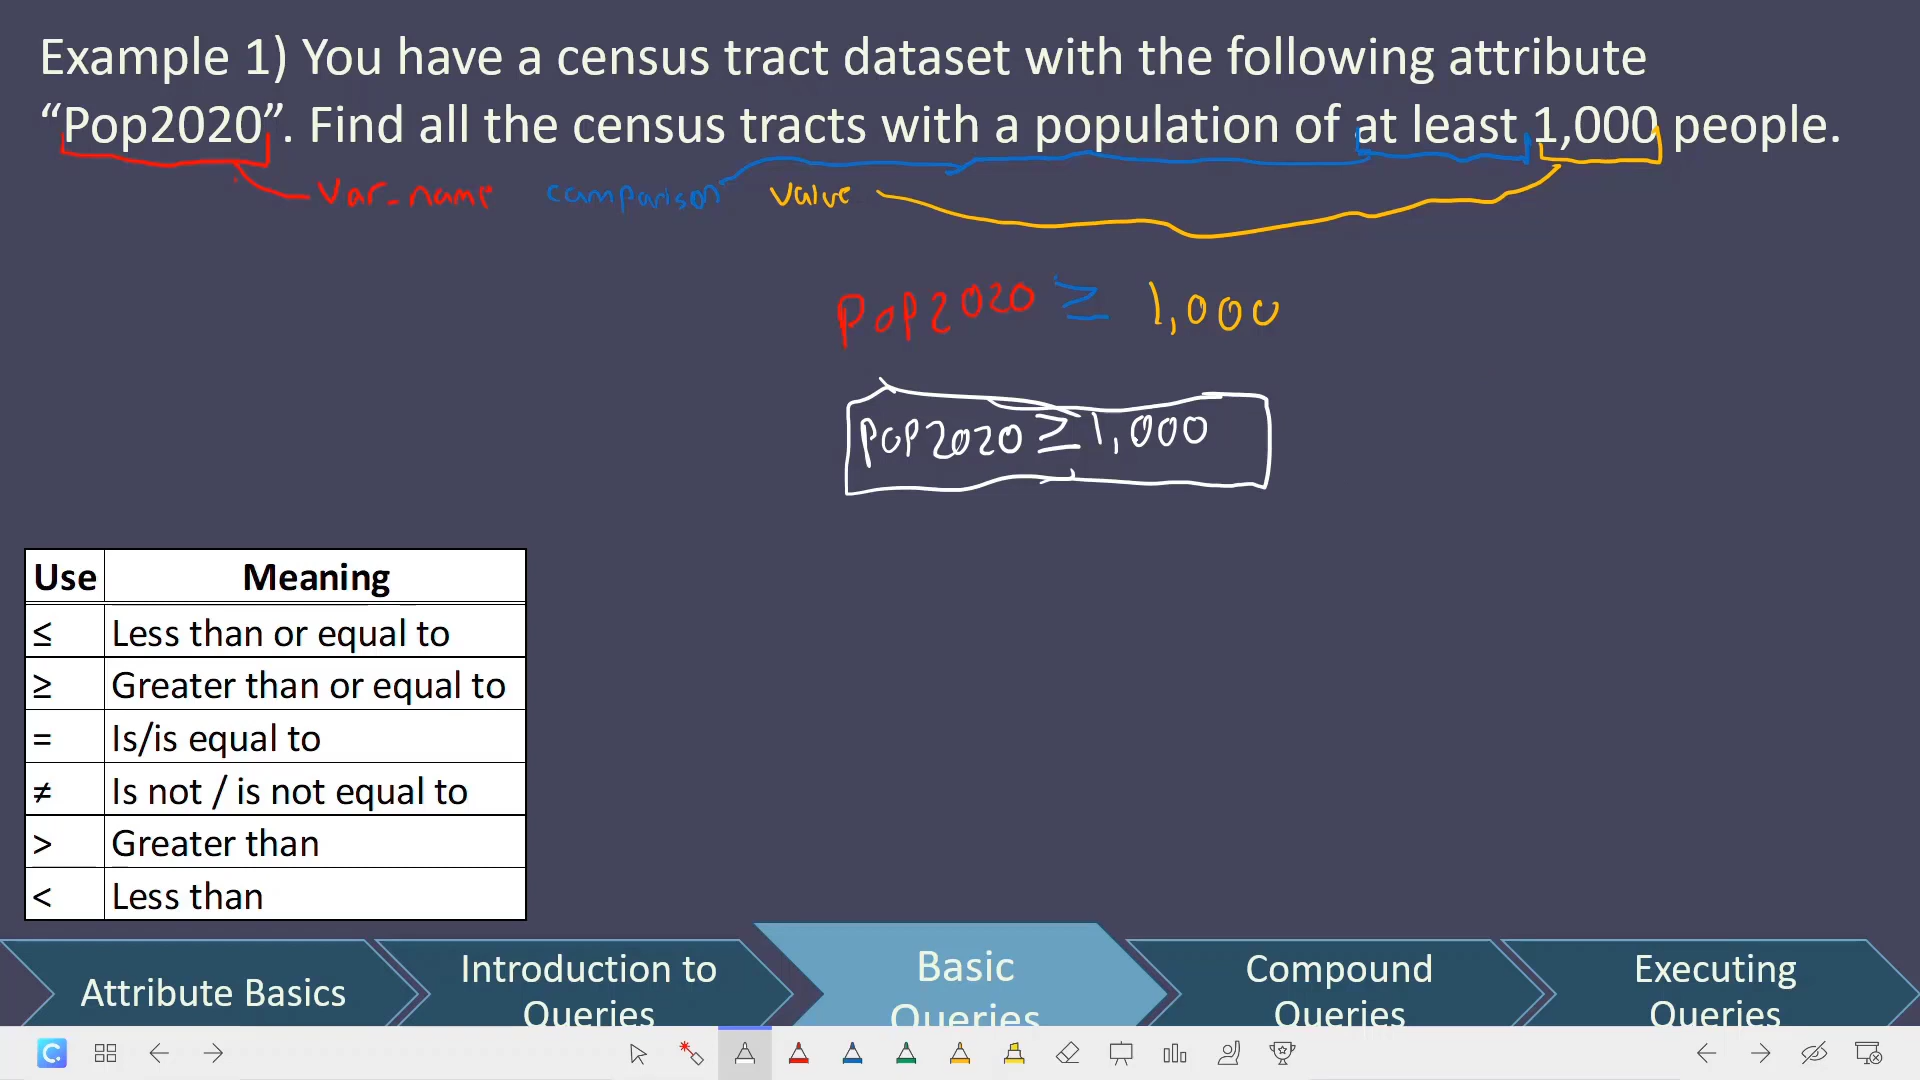 Example 1) You have a census tract dataset with the following attribute
“Pop2020”. Find all the census tracts with a population of at least 1,000 people.
var-name comparison value
Pop2020 ≥ 1,000
Pop2020 ≥ 1,000
Use Meaning
≤ Less than or equal to
≥ Greater than or equal to
= Is/is equal to
≠ Is not / is not equal to
> Greater than
< Less than
Attribute Basics
Introduction to
Queries
Basic
Queries
Compound
Queries
Executing
Queries